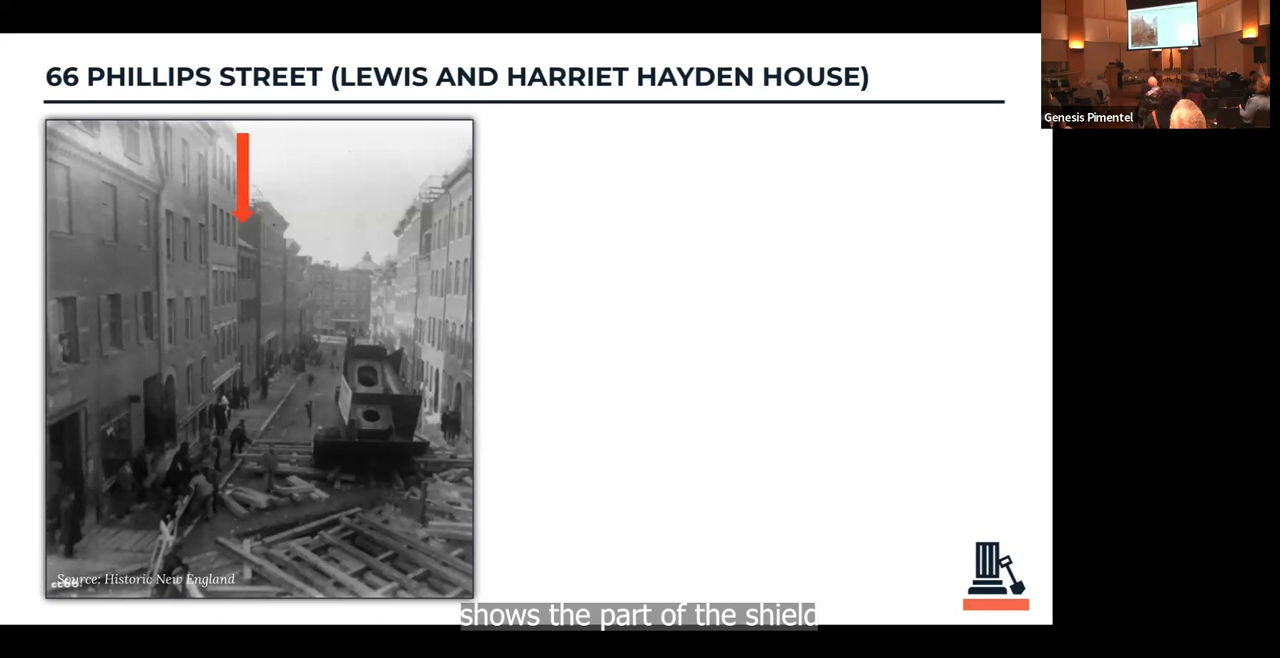 66 PHILLIPS STREET (LEWIS AND HARRIET HAYDEN HOUSE)
Genesis Pimentel
Source: Historic New England
shows the part of the shield